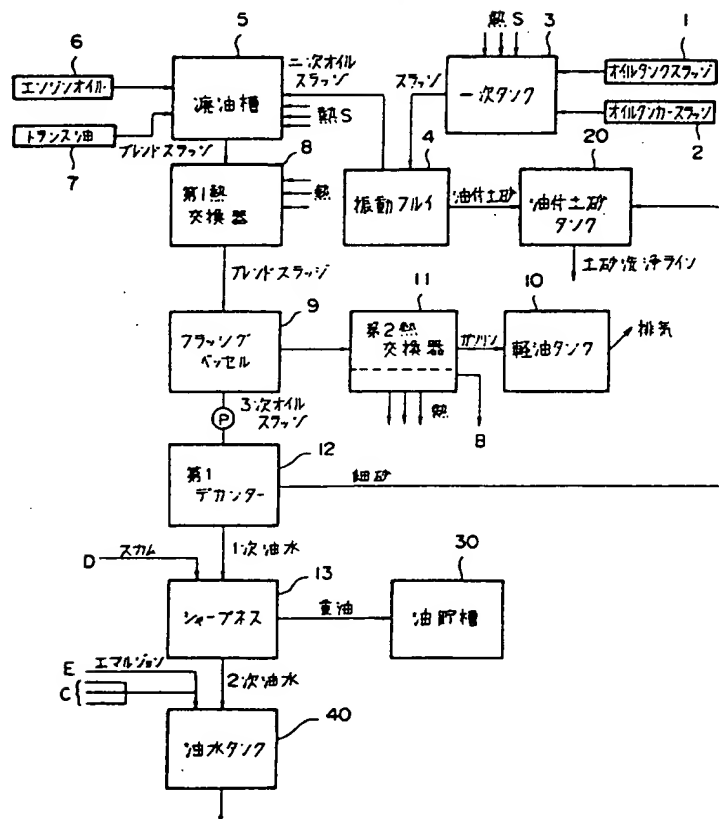 熱 S
6
5
3
1
エンジンオイル
廃油槽
二次オイル
スラッジ
スラッジ
一次タンク
オイルタンクスラッジ
熱S
オイルタンカースラッジ
トランス油
2
7
ブレンドスラッジ
8
4
20
第1熱
交換器
熱
振動フルイ
油付土砂
油付土砂
タンク
土砂洗浄ライン
ブレンドスラッジ
9
11
10
フラッシング
ベッセル
第2熱
交換器
ガソリン
軽油タンク
排気
熱
B
P
3次オイル
スラッジ
12
第1
デカンター
細砂
1次油水
スカム
D
13
30
シャープネス
重油
油貯槽
エマルジョン
E
C
2次油水
40
油水タンク